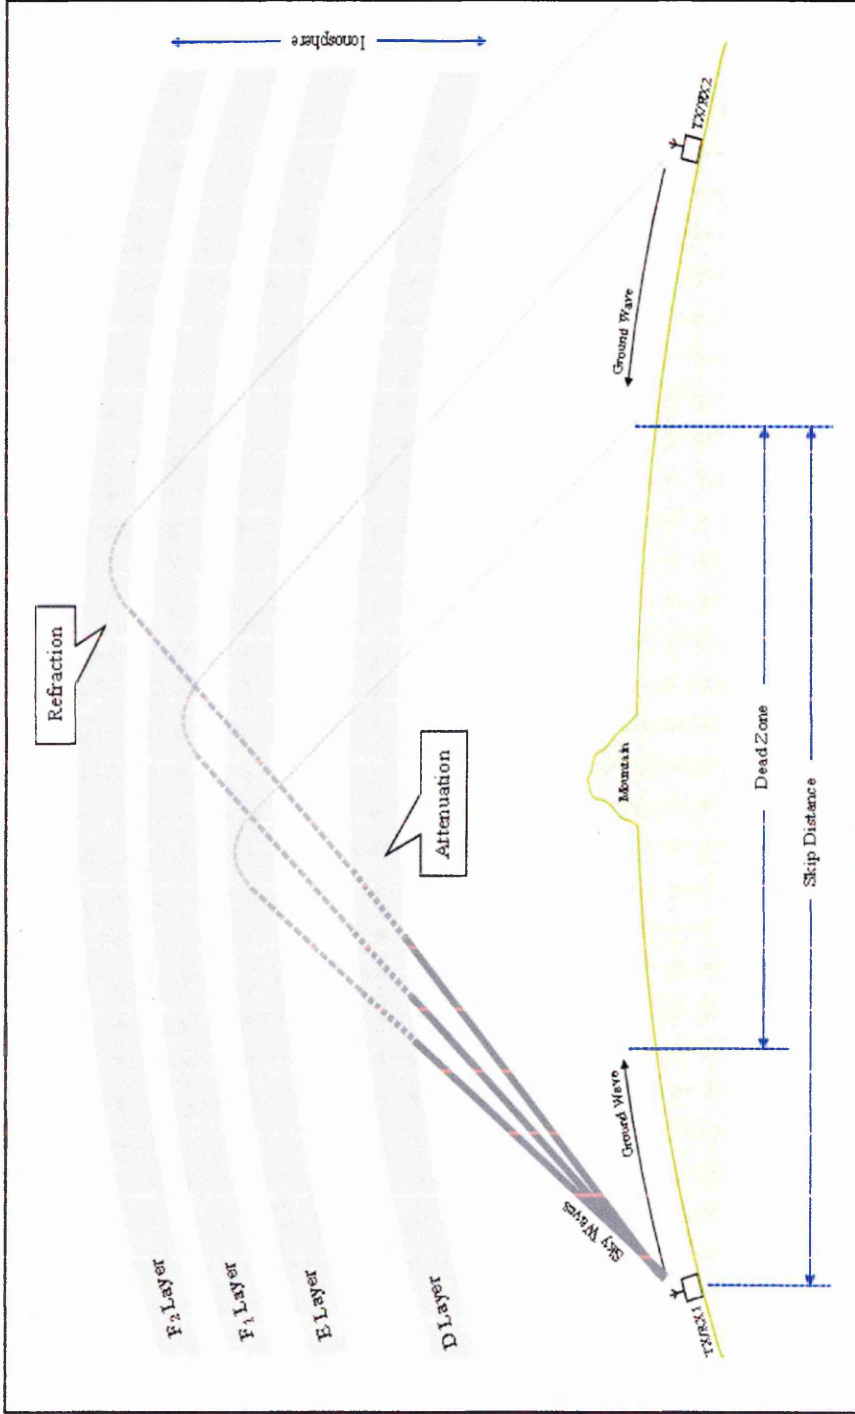 Ionosphere
Refraction
Attenuation
F2 Layer
F1 Layer
E Layer
D Layer
Sky Waves
Ground Wave
Ground Wave
Mountain
TX/RX1
TX/RX2
Dead Zone
Skip Distance